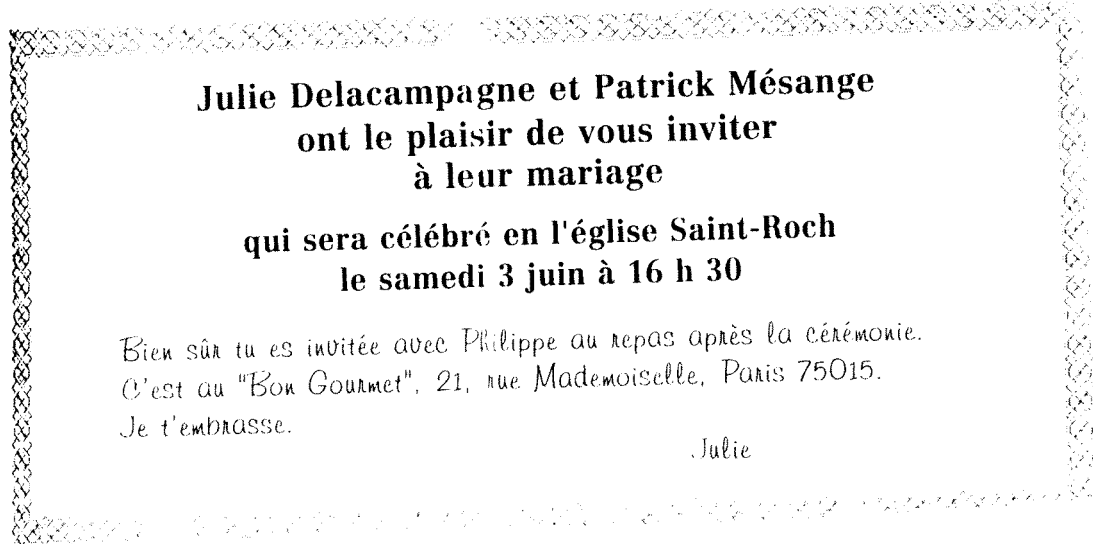 Julie Delacampagne et Patrick Mésange
ont le plaisir de vous inviter
à leur mariage
qui sera célébré en l'église Saint-Roch
le samedi 3 juin à 16 h 30
Bien sûr tu es invitée avec Philippe au repas après la cérémonie.
C'est au "Bon Gourmet", 21, rue Mademoiselle, Paris 75015.
Je t'embrasse.
Julie